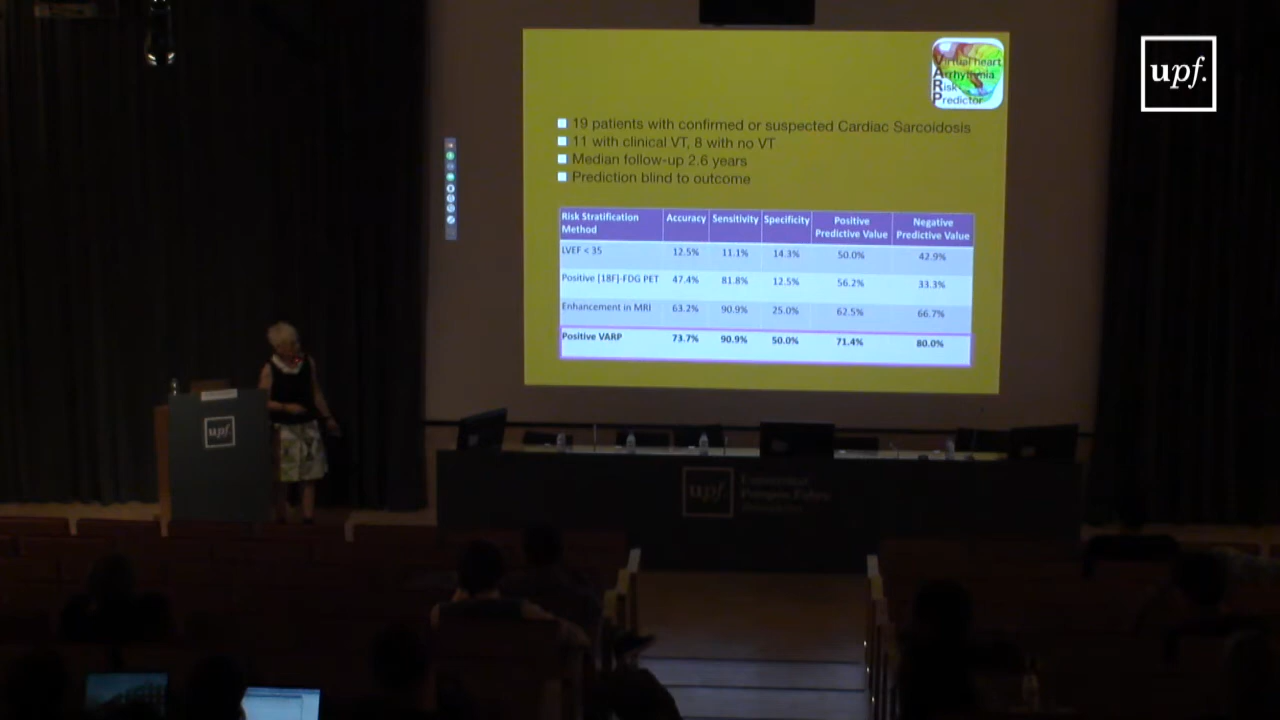 upf.
Virtual heart
Arrhythmia
Risk
Predictor
19 patients with confirmed or suspected Cardiac Sarcoidosis
11 with clinical VT, 8 with no VT
Median follow-up 2.6 years
Prediction blind to outcome
Risk Stratification Method Accuracy Sensitivity Specificity Positive Predictive Value Negative Predictive Value
LVEF < 35 12.5% 11.1% 14.3% 50.0% 42.9%
Positive [18F]-FDG PET 47.4% 81.8% 12.5% 56.2% 33.3%
Enhancement in MRI 63.2% 90.9% 25.0% 62.5% 66.7%
Positive VARP 73.7% 90.9% 50.0% 71.4% 80.0%
upf.
upf.
Universitat
Pompeu Fabra
Barcelona